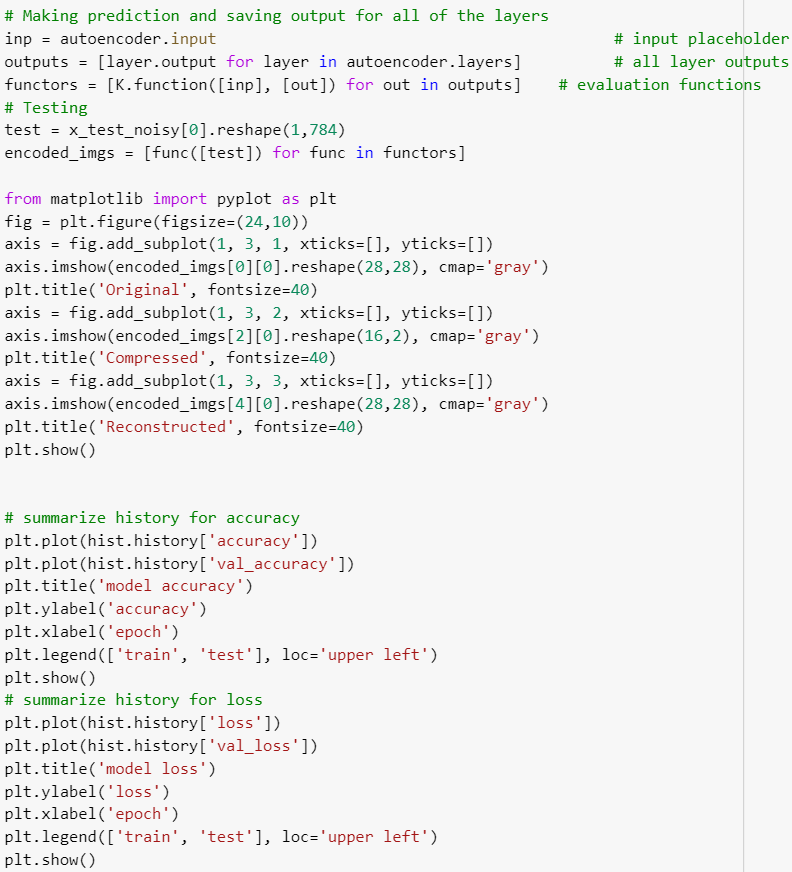 # Making prediction and saving output for all of the layers
inp = autoencoder.input                                           # input placeholder
outputs = [layer.output for layer in autoencoder.layers]          # all layer outputs
functors = [K.function([inp], [out]) for out in outputs]    # evaluation functions
# Testing
test = x_test_noisy[0].reshape(1,784)
encoded_imgs = [func([test]) for func in functors]

from matplotlib import pyplot as plt
fig = plt.figure(figsize=(24,10))
axis = fig.add_subplot(1, 3, 1, xticks=[], yticks=[])
axis.imshow(encoded_imgs[0][0].reshape(28,28), cmap='gray')
plt.title('Original', fontsize=40)
axis = fig.add_subplot(1, 3, 2, xticks=[], yticks=[])
axis.imshow(encoded_imgs[2][0].reshape(16,2), cmap='gray')
plt.title('Compressed', fontsize=40)
axis = fig.add_subplot(1, 3, 3, xticks=[], yticks=[])
axis.imshow(encoded_imgs[4][0].reshape(28,28), cmap='gray')
plt.title('Reconstructed', fontsize=40)
plt.show()


# summarize history for accuracy
plt.plot(hist.history['accuracy'])
plt.plot(hist.history['val_accuracy'])
plt.title('model accuracy')
plt.ylabel('accuracy')
plt.xlabel('epoch')
plt.legend(['train', 'test'], loc='upper left')
plt.show()
# summarize history for loss
plt.plot(hist.history['loss'])
plt.plot(hist.history['val_loss'])
plt.title('model loss')
plt.ylabel('loss')
plt.xlabel('epoch')
plt.legend(['train', 'test'], loc='upper left')
plt.show()